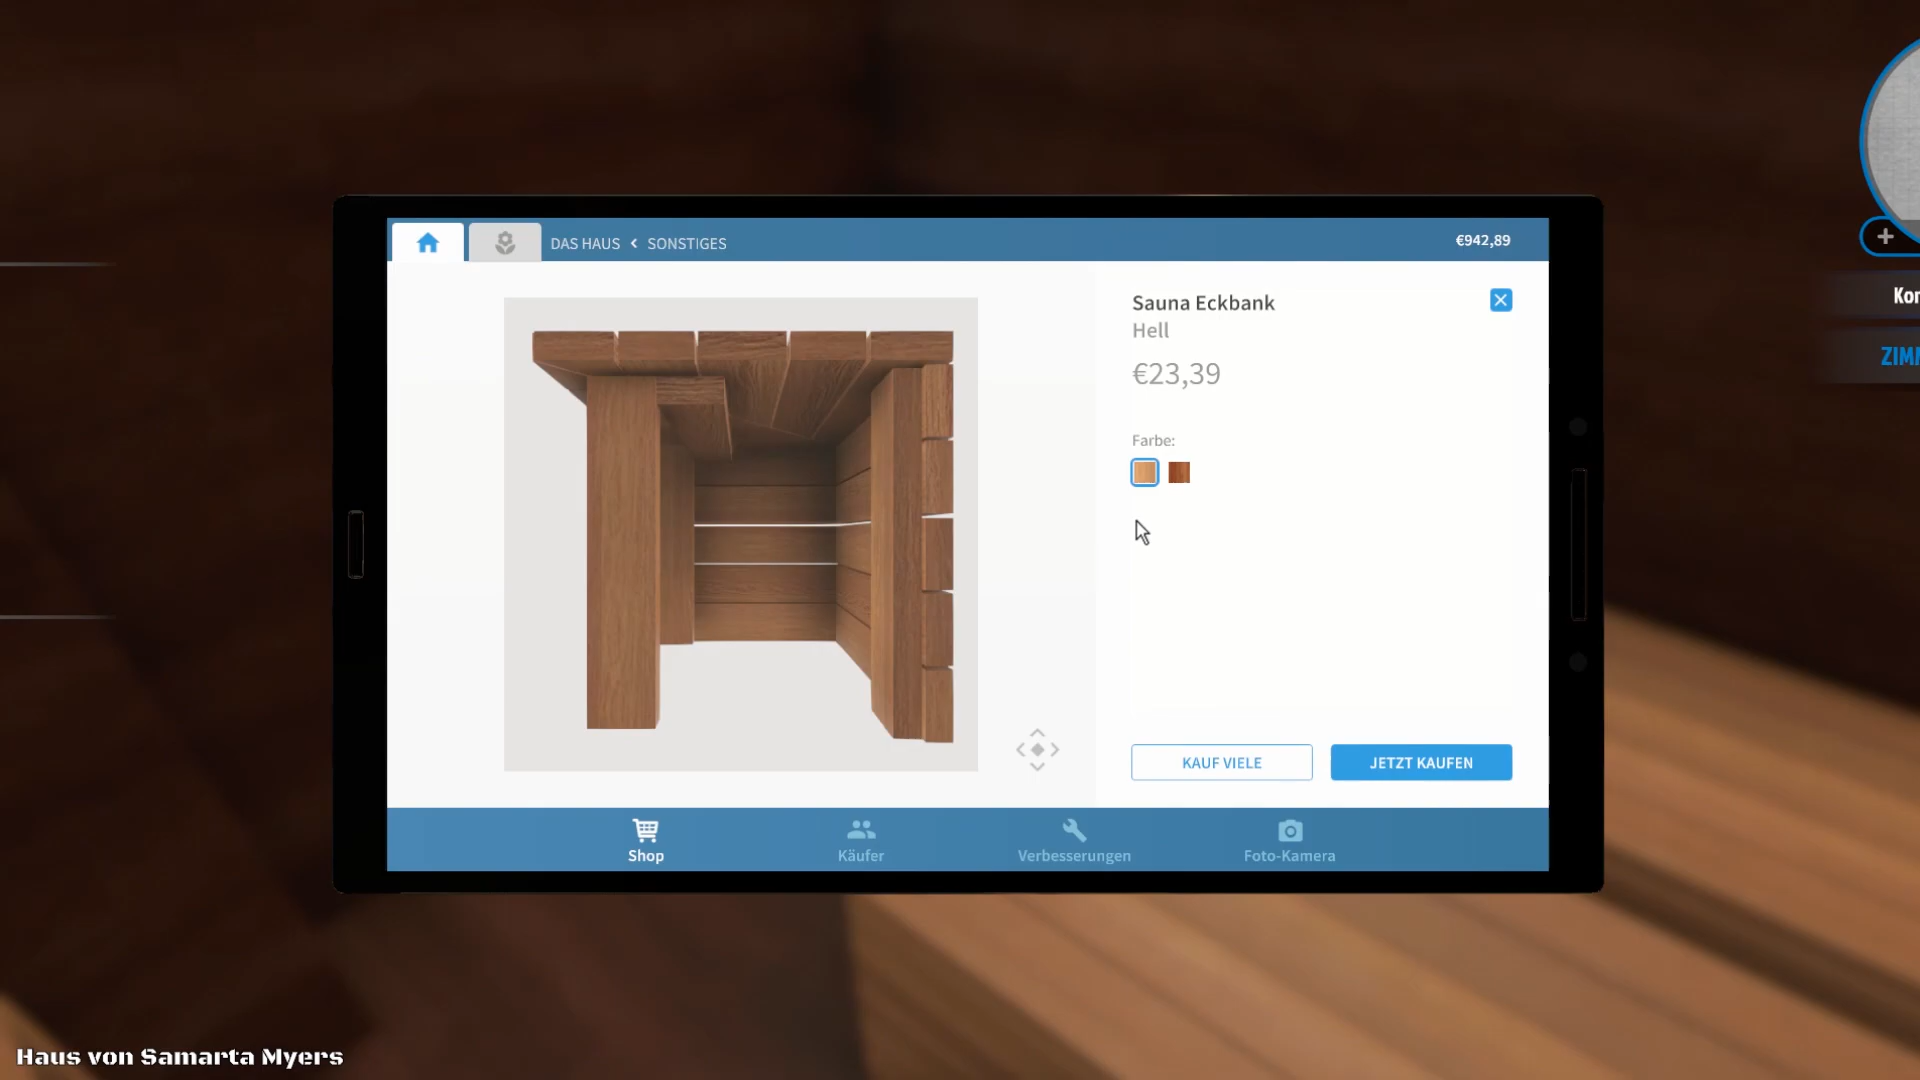 DAS HAUS < SONSTIGES
€942,89
Sauna Eckbank
Hell
€23,39
Farbe:
KAUF VIELE
JETZT KAUFEN
Shop
Käufer
Verbesserungen
Foto-Kamera
Haus von Samarta Myers